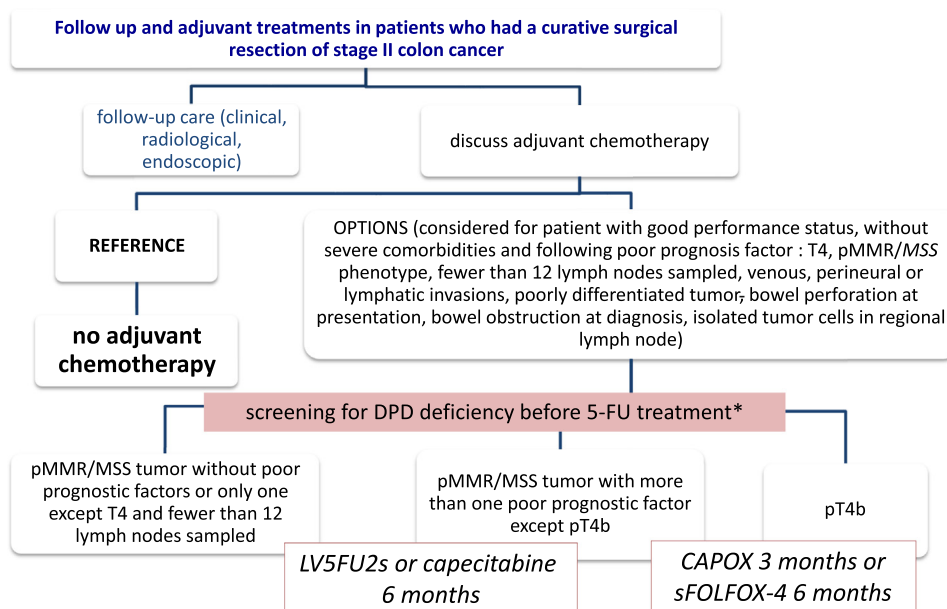 Follow up and adjuvant treatments in patients who had a curative surgical
resection of stage II colon cancer
follow-up care (clinical,
radiological,
endoscopic)
discuss adjuvant chemotherapy
REFERENCE
no adjuvant
chemotherapy
OPTIONS (considered for patient with good performance status, without
severe comorbidities and following poor prognosis factor : T4, pMMR/MSS
phenotype, fewer than 12 lymph nodes sampled, venous, perineural or
lymphatic invasions, poorly differentiated tumor, bowel perforation at
presentation, bowel obstruction at diagnosis, isolated tumor cells in regional
lymph node)
screening for DPD deficiency before 5-FU treatment*
pMMR/MSS tumor without poor
prognostic factors or only one
except T4 and fewer than 12
lymph nodes sampled
pMMR/MSS tumor with more
than one poor prognostic factor
except pT4b
pT4b
LV5FU2s or capecitabine
6 months
CAPOX 3 months or
sFOLFOX-4 6 months